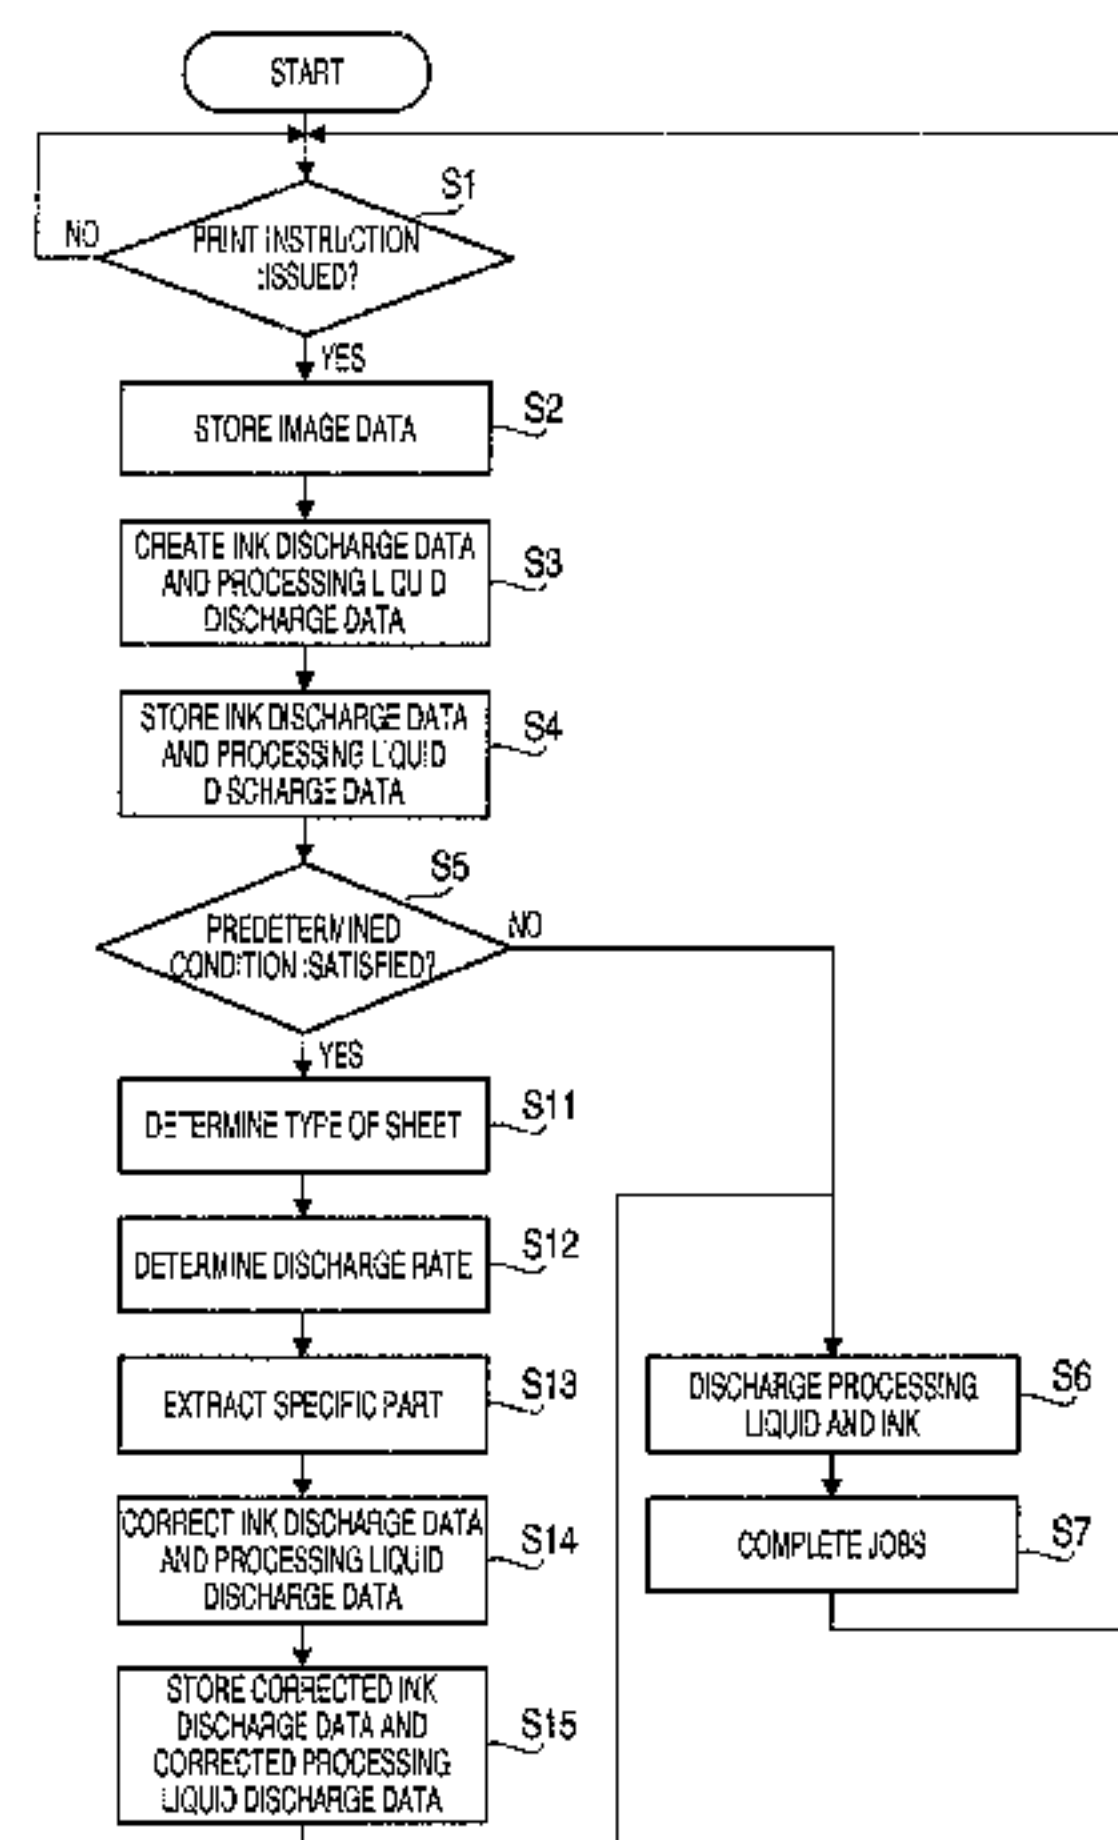 START
S1
NO
PRINT INSTRUCTION
ISSUED?
YES
STORE IMAGE DATA
S2
CREATE INK DISCHARGE DATA
AND PROCESSING LIQUID
DISCHARGE DATA
S3
STORE INK DISCHARGE DATA
AND PROCESSING LIQUID
DISCHARGE DATA
S4
S5
PREDETERMINED
CONDITION SATISFIED?
NO
YES
DETERMINE TYPE OF SHEET
S11
DETERMINE DISCHARGE RATE
S12
EXTRACT SPECIFIC PART
S13
CORRECT INK DISCHARGE DATA
AND PROCESSING LIQUID
DISCHARGE DATA
S14
STORE CORRECTED INK
DISCHARGE DATA AND
CORRECTED PROCESSING
LIQUID DISCHARGE DATA
S15
DISCHARGE PROCESSING
LIQUID AND INK
S6
COMPLETE JOBS
S7